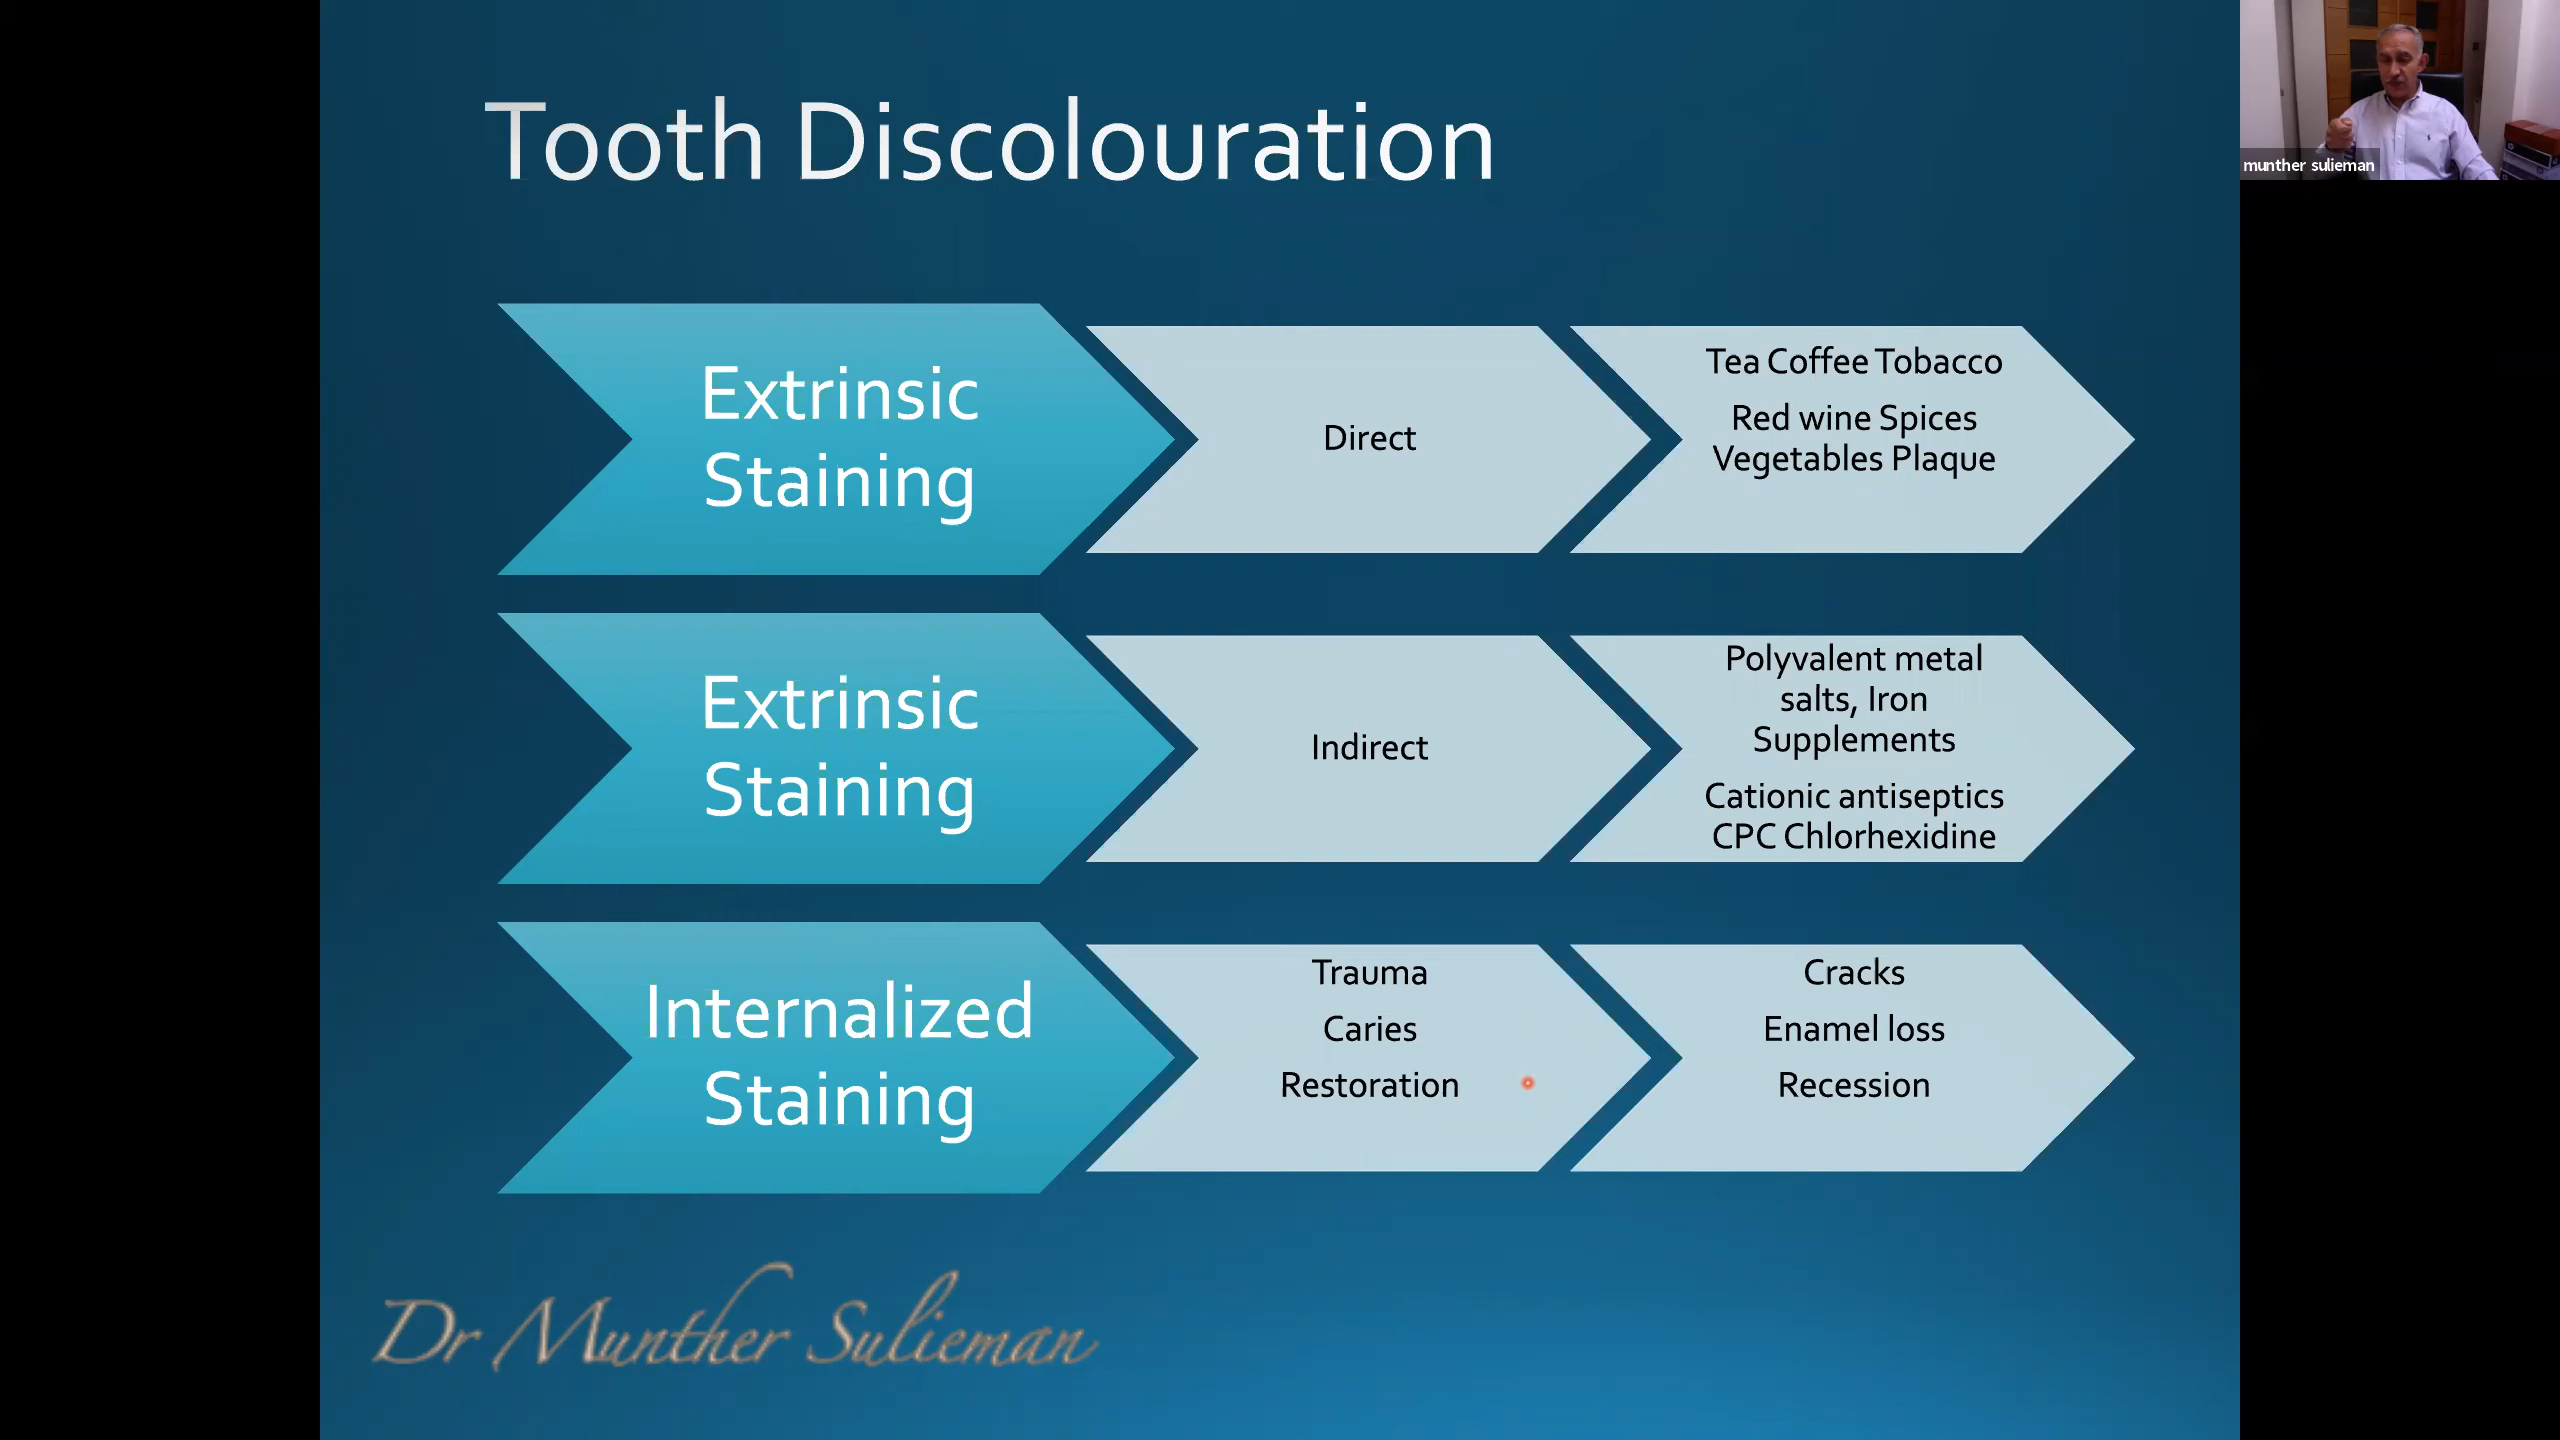 Tooth Discolouration
munther sulieman
Extrinsic
Staining
Direct
Tea Coffee Tobacco
Red wine Spices
Vegetables Plaque
Extrinsic
Staining
Indirect
Polyvalent metal
salts, Iron
Supplements
Cationic antiseptics
CPC Chlorhexidine
Internalized
Staining
Trauma
Caries
Restoration
Cracks
Enamel loss
Recession
Dr Munther Sulieman